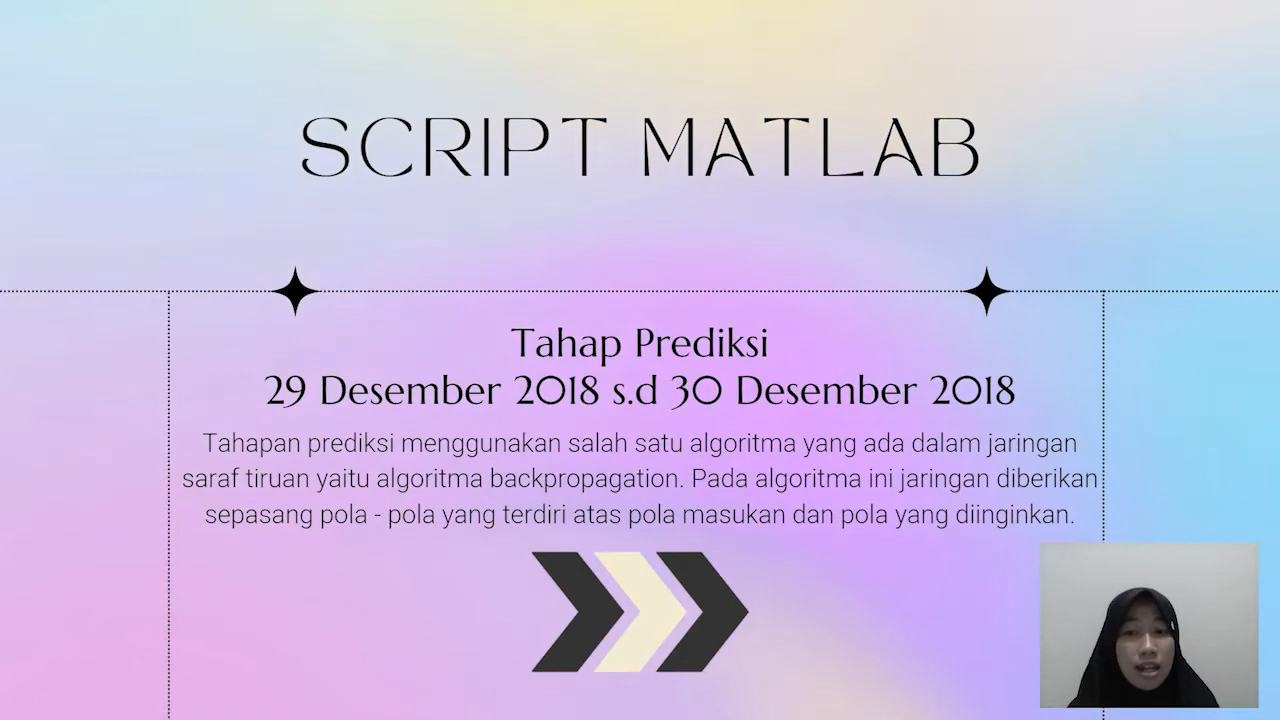 SCRIPT MATLAB
Tahap Prediksi
29 Desember 2018 s.d 30 Desember 2018
Tahapan prediksi menggunakan salah satu algoritma yang ada dalam jaringan
saraf tiruan yaitu algoritma backpropagation. Pada algoritma ini jaringan diberikan
sepasang pola - pola yang terdiri atas pola masukan dan pola yang diinginkan.